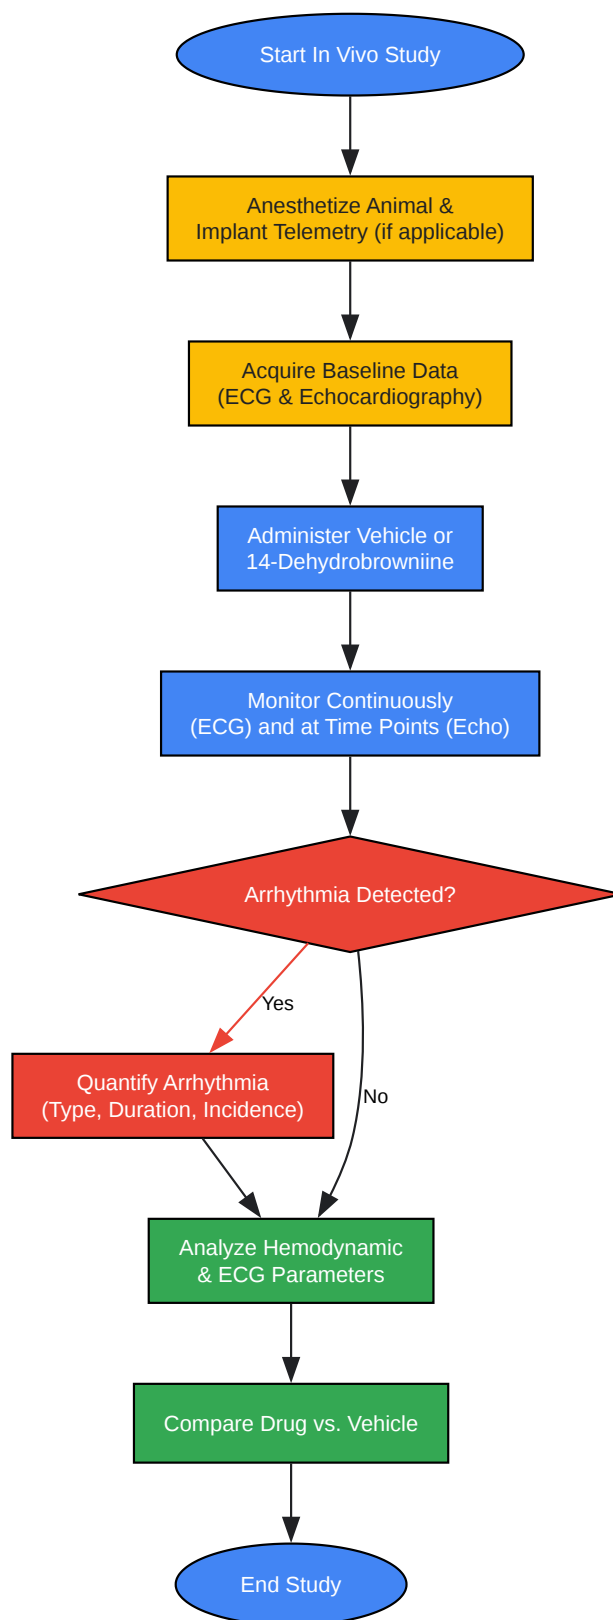 Start In Vivo Study
Anesthetize Animal &
Implant Telemetry (if applicable)
Acquire Baseline Data
(ECG & Echocardiography)
Administer Vehicle or
14-Dehydrobrowniine
Monitor Continuously
(ECG) and at Time Points (Echo)
Arrhythmia Detected?
Yes
Quantify Arrhythmia
(Type, Duration, Incidence)
No
Analyze Hemodynamic
& ECG Parameters
Compare Drug vs. Vehicle
End Study